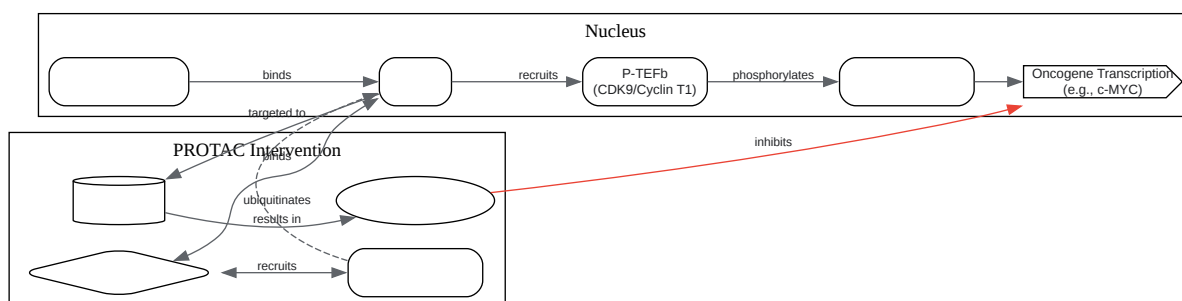 Nucleus
binds
recruits
P-TEFb
(CDK9/Cyclin T1)
phosphorylates
Oncogene Transcription
(e.g., c-MYC)
targeted to
PROTAC Intervention
binds
inhibits
ubiquitinates
results in
recruits